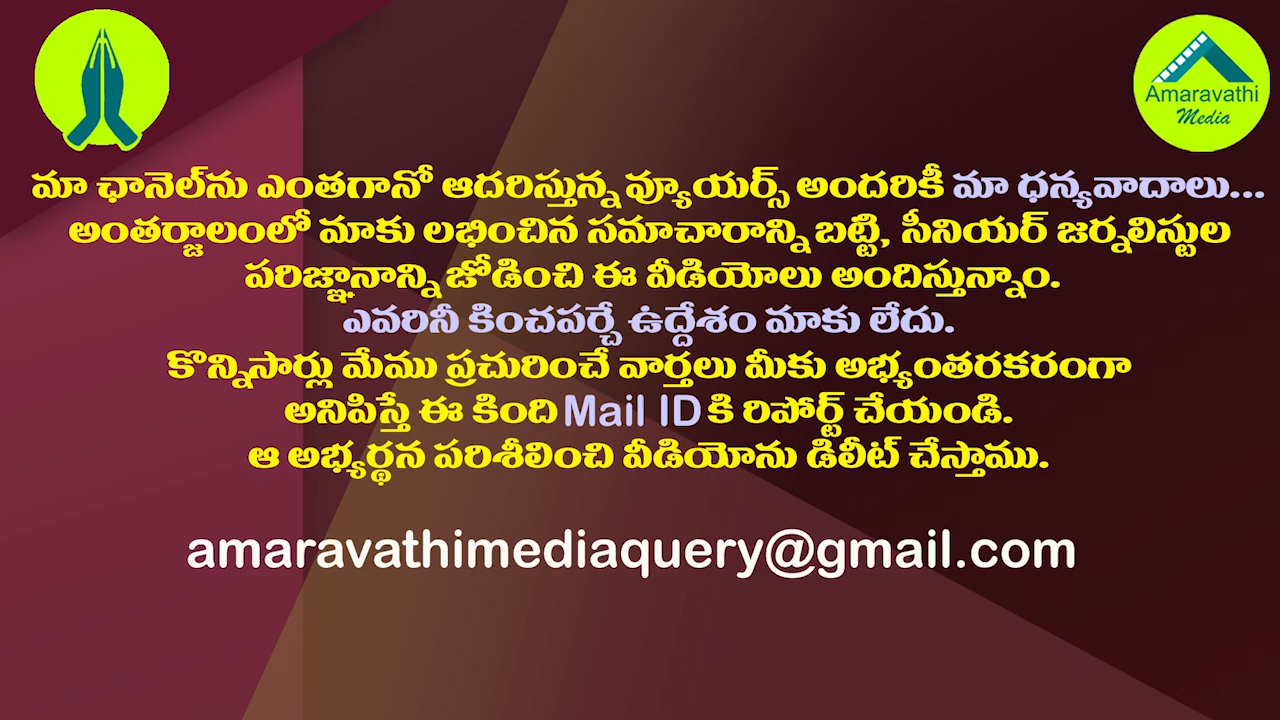 Amaravathi
Media
మా ఛానెల్‌ను ఎంతగానో ఆదరిస్తున్న వ్యూయర్స్ అందరికీ మా ధన్యవాదాలు...
అంతర్జాలంలో మాకు లభించిన సమాచారాన్ని బట్టి, సీనియర్ జర్నలిస్టుల
పరిజ్ఞానాన్ని జోడించి ఈ వీడియోలు అందిస్తున్నాం.
ఎవరినీ కించపర్చే ఉద్దేశం మాకు లేదు.
కొన్నిసార్లు మేము ప్రచురించే వార్తలు మీకు అభ్యంతరకరంగా
అనిపిస్తే ఈ కింది Mail ID కి రిపోర్ట్ చేయండి.
ఆ అభ్యర్థన పరిశీలించి వీడియోను డిలీట్ చేస్తాము.
amaravathimediaquery@gmail.com